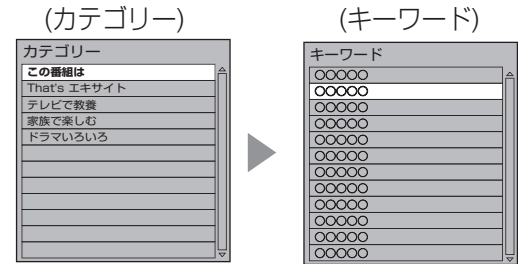 (カテゴリー)
カテゴリー
この番組は
That's エキサイト
テレビで教養
家族で楽しむ
ドラマいろいろ
(キーワード)
キーワード
○○○○○
○○○○○
○○○○○
○○○○○
○○○○○
○○○○○
○○○○○
○○○○○
○○○○○
○○○○○
○○○○○
○○○○○